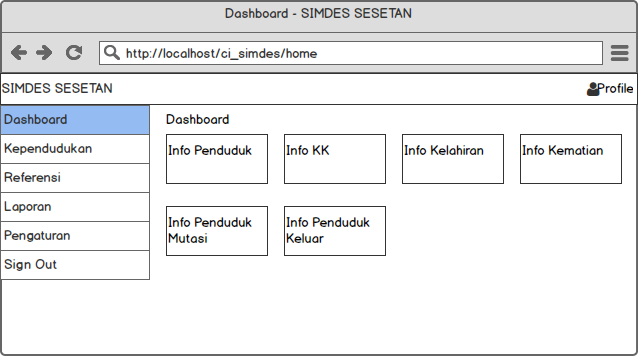 Dashboard - SIMDES SESETAN
http://localhost/ci_simdes/home
SIMDES SESETAN
Profile
Dashboard
Kependudukan
Referensi
Laporan
Pengaturan
Sign Out
Dashboard
Info Penduduk
Info KK
Info Kelahiran
Info Kematian
Info Penduduk
Mutasi
Info Penduduk
Keluar